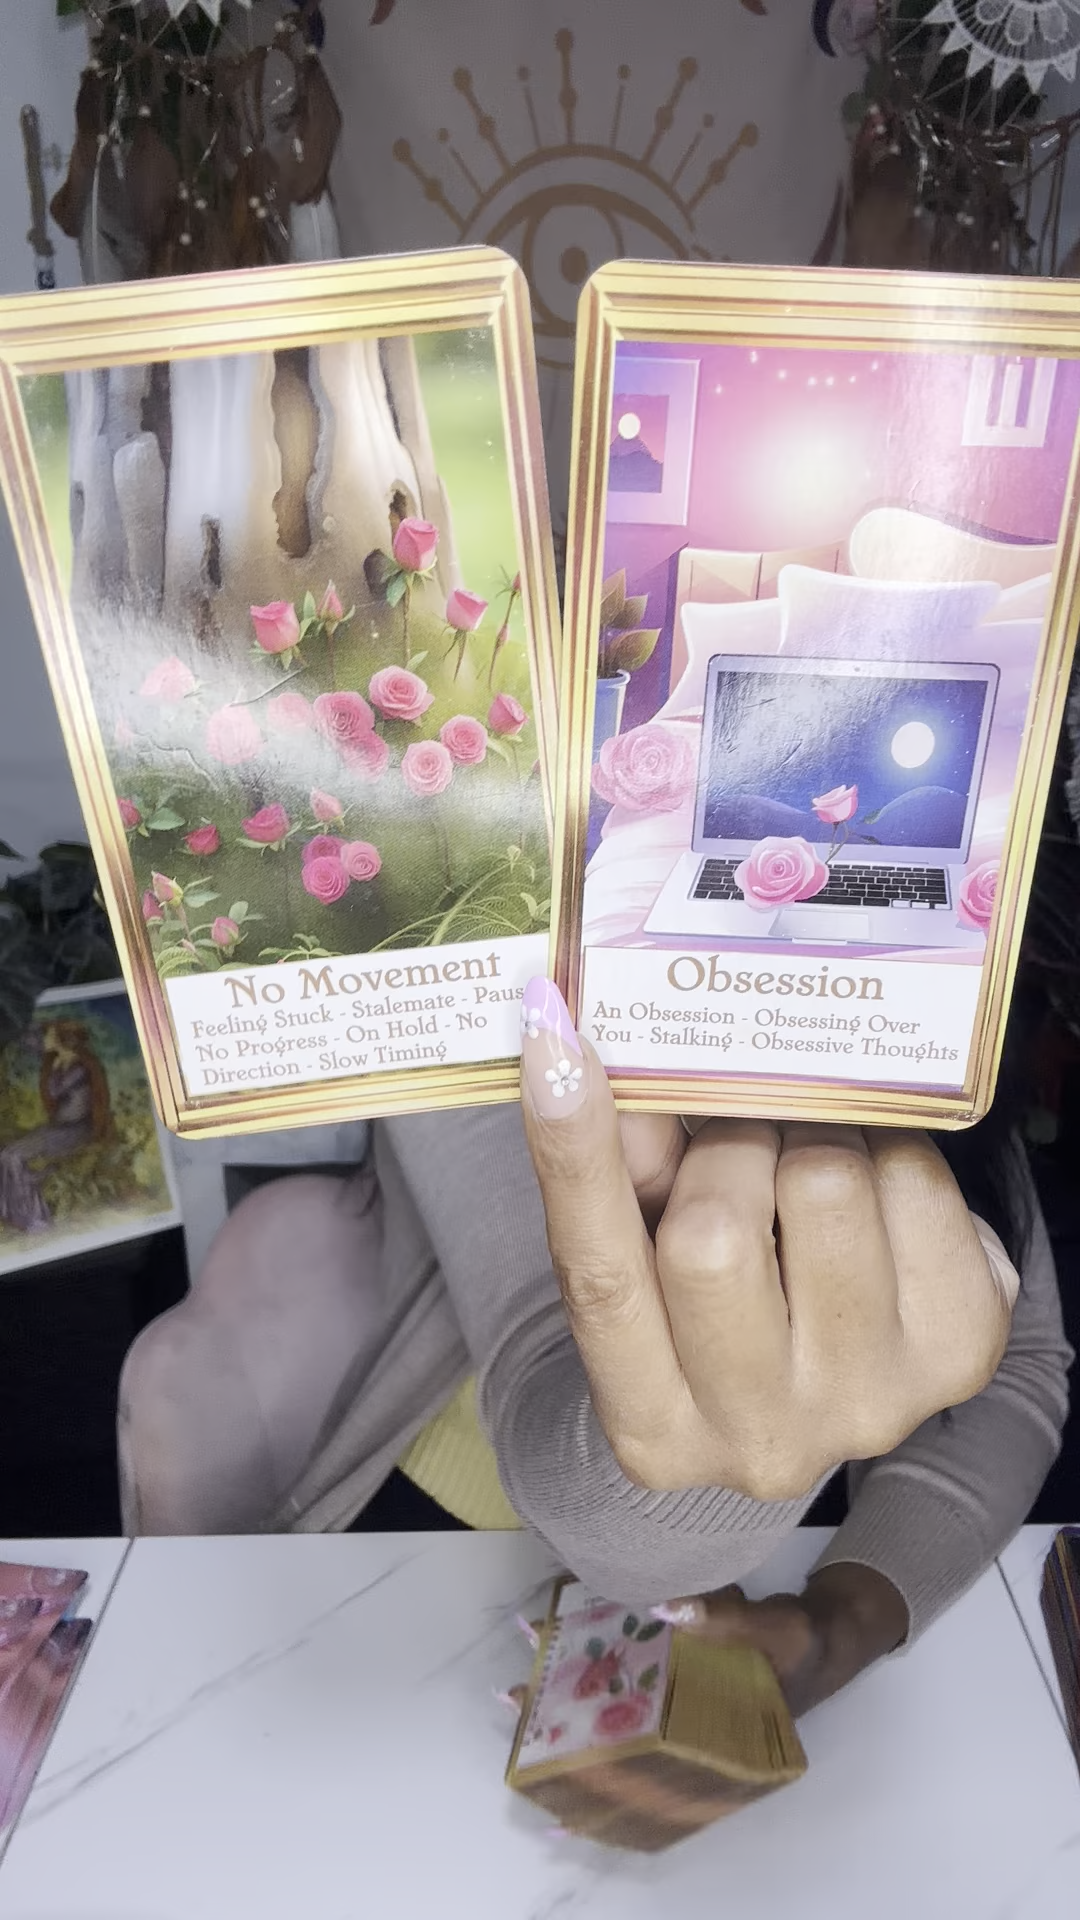 No Movement
Feeling Stuck - Stalemate - Paus
No Progress - On Hold - No
Direction - Slow Timing
Obsession
An Obsession - Obsessing Over
You - Stalking - Obsessive Thoughts